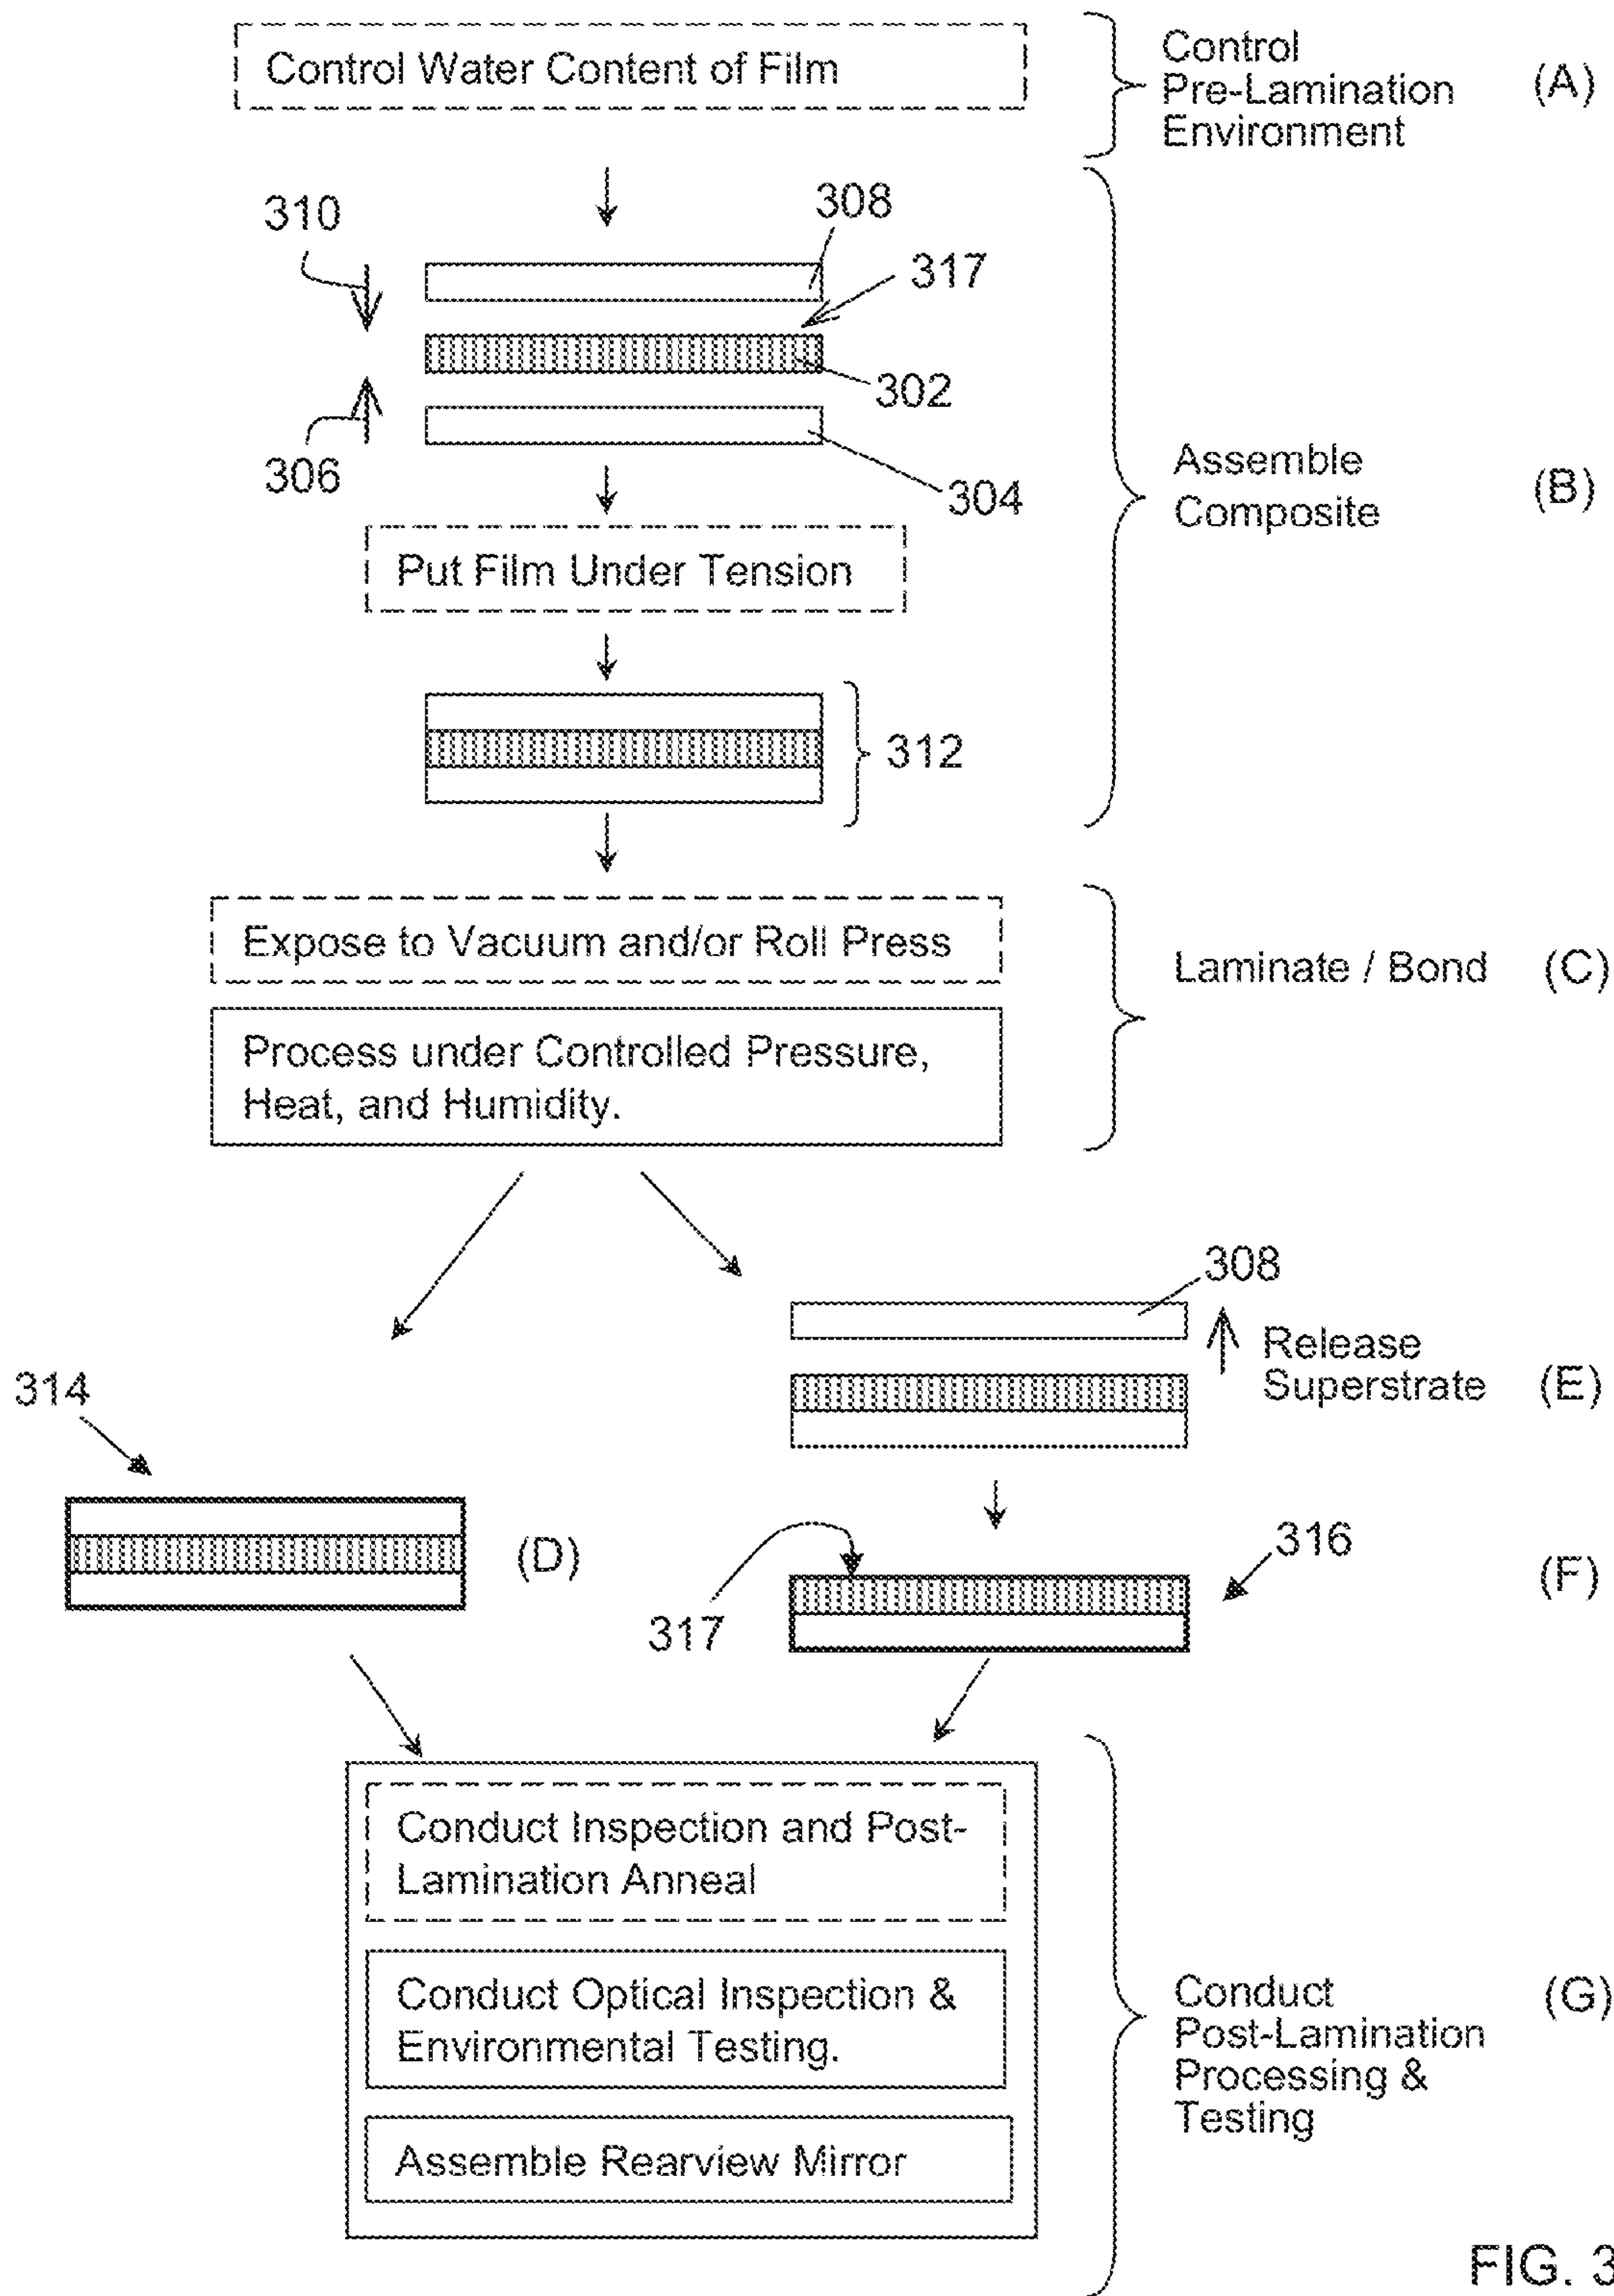 Control Water Content of Film
Control
Pre-Lamination
Environment
(A)
310
308
317
302
306
304
Assemble
Composite
(B)
Put Film Under Tension
312
Expose to Vacuum and/or Roll Press
Laminate / Bond
(C)
Process under Controlled Pressure,
Heat, and Humidity.
308
Release
Superstrate
(E)
314
(D)
317
316
(F)
Conduct Inspection and Post-
Lamination Anneal
Conduct Optical Inspection &
Environmental Testing.
Assemble Rearview Mirror
Conduct
Post-Lamination
Processing &
Testing
(G)
FIG. 3